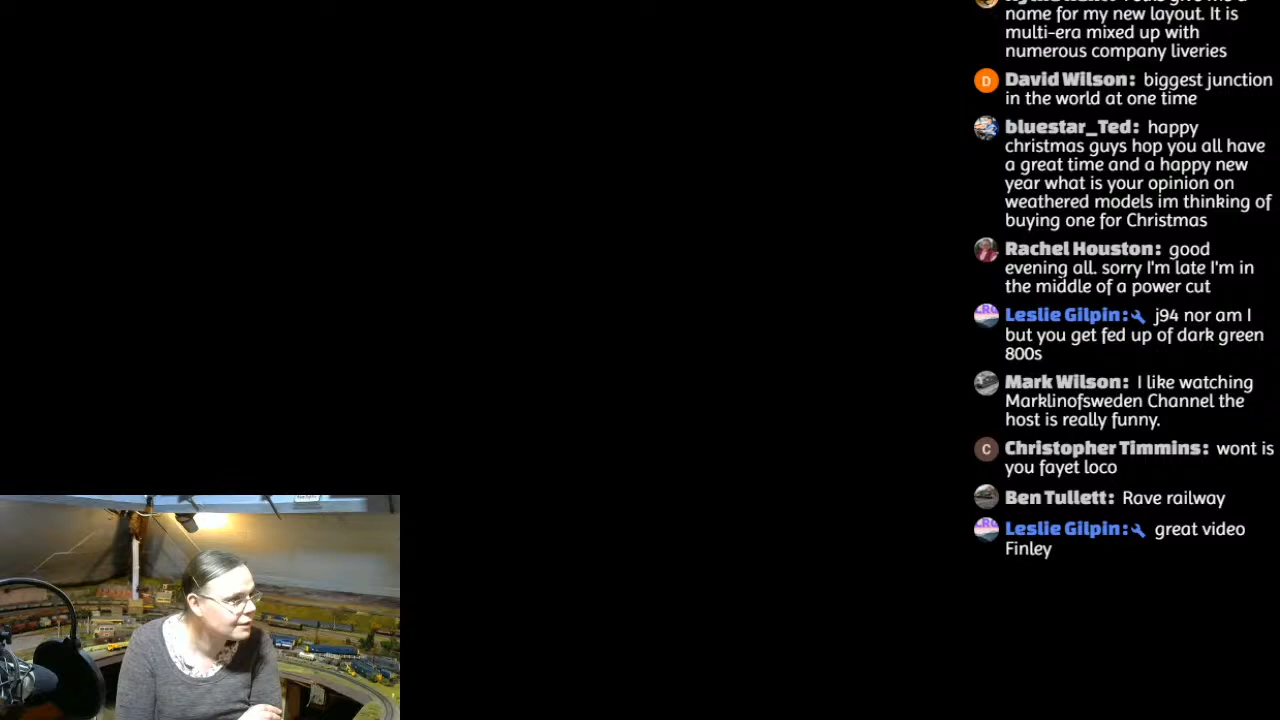 name for my new layout. It is
multi-era mixed up with
numerous company liveries
D David Wilson: biggest junction
in the world at one time
bluestar_Ted: happy
christmas guys hop you all have
a great time and a happy new
year what is your opinion on
weathered models im thinking of
buying one for Christmas
Rachel Houston: good
evening all. sorry I'm late I'm in
the middle of a power cut
Leslie Gilpin: j94 nor am I
but you get fed up of dark green
800s
Mark Wilson: I like watching
Marklinofsweden Channel the
host is really funny.
C Christopher Timmins: wont is
you fayet loco
Ben Tullett: Rave railway
Leslie Gilpin: great video
Finley